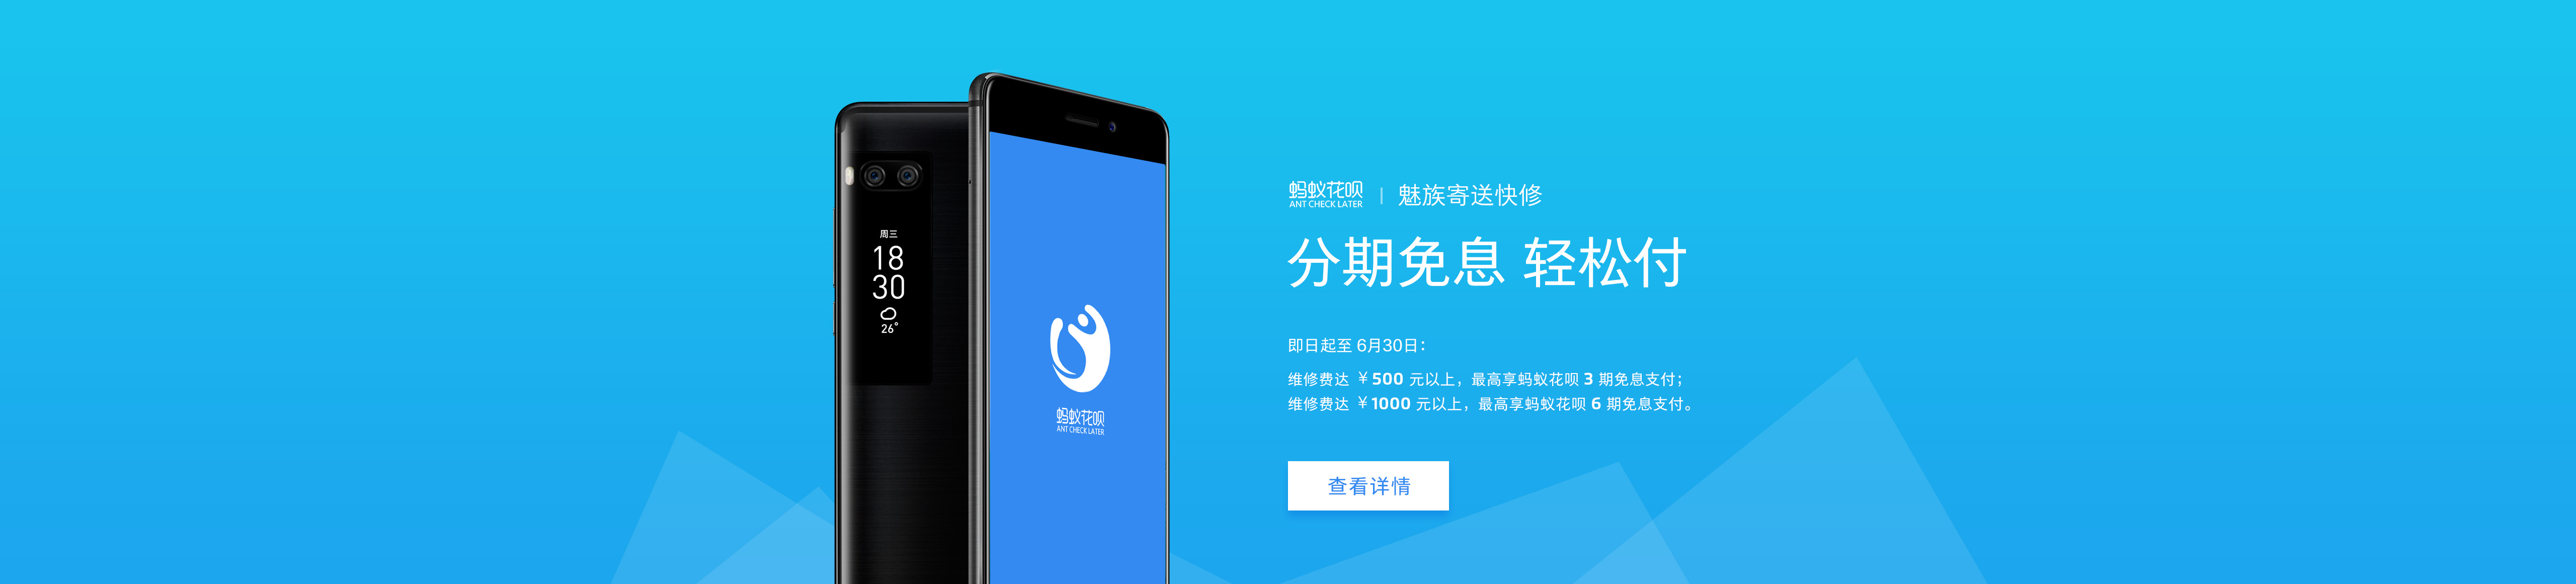 周三
18
30
26°
蚂蚁花呗
ANT CHECK LATER
蚂蚁花呗
ANT CHECK LATER
魅族寄送快修
分期免息 轻松付
即日起至 6月30日：
维修费达 ￥500 元以上，最高享蚂蚁花呗 3 期免息支付；
维修费达 ￥1000 元以上，最高享蚂蚁花呗 6 期免息支付。
查看详情